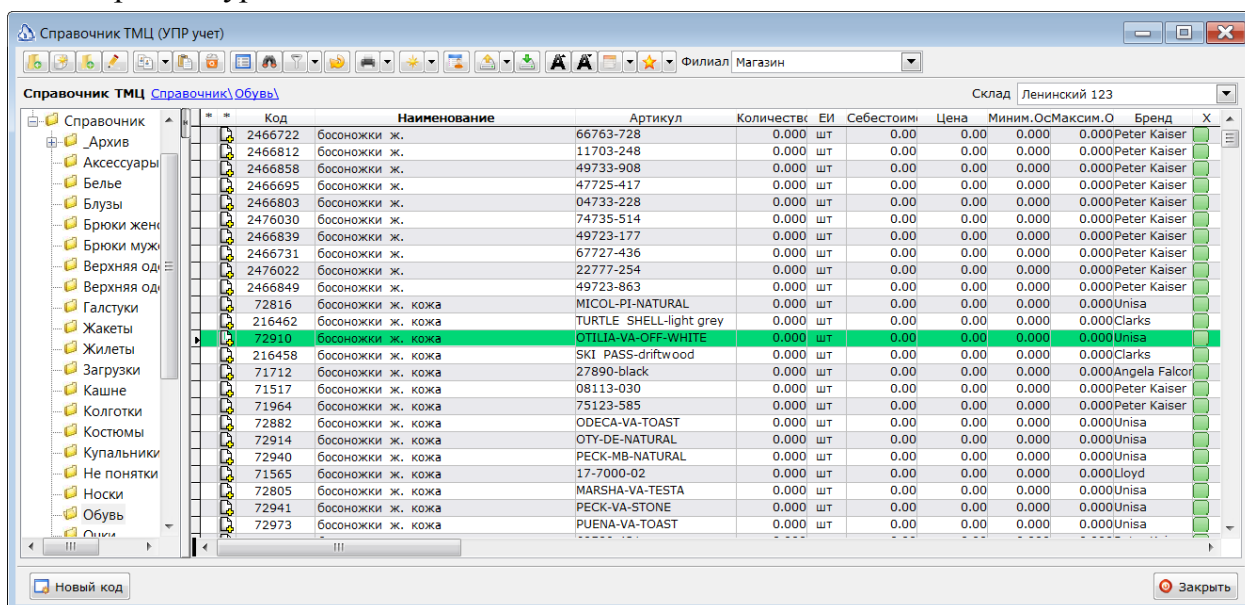 Справочник ТМЦ (УПР учет)
Филиал Магазин
Справочник ТМЦ Справочник\Обувь\ Склад Ленинский 123
* * Код Наименование Артикул Количествс ЕИ Себестоим Цена Миним.Ос Максим.О Бренд X
2466722 босоножки ж. 66763-728 0.000 шт 0.00 0.00 0.000 0.000 Peter Kaiser
2466812 босоножки ж. 11703-248 0.000 шт 0.00 0.00 0.000 0.000 Peter Kaiser
2466858 босоножки ж. 49733-908 0.000 шт 0.00 0.00 0.000 0.000 Peter Kaiser
2466695 босоножки ж. 47725-417 0.000 шт 0.00 0.00 0.000 0.000 Peter Kaiser
2466803 босоножки ж. 04733-228 0.000 шт 0.00 0.00 0.000 0.000 Peter Kaiser
2476030 босоножки ж. 74735-514 0.000 шт 0.00 0.00 0.000 0.000 Peter Kaiser
2466839 босоножки ж. 49723-177 0.000 шт 0.00 0.00 0.000 0.000 Peter Kaiser
2466731 босоножки ж. 67727-436 0.000 шт 0.00 0.00 0.000 0.000 Peter Kaiser
2476022 босоножки ж. 22777-254 0.000 шт 0.00 0.00 0.000 0.000 Peter Kaiser
2466849 босоножки ж. 49723-863 0.000 шт 0.00 0.00 0.000 0.000 Peter Kaiser
72816 босоножки ж. кожа MICOL-PI-NATURAL 0.000 шт 0.00 0.00 0.000 0.000 Unisa
216462 босоножки ж. кожа TURTLE SHELL-light grey 0.000 шт 0.00 0.00 0.000 0.000 Clarks
72910 босоножки ж. кожа OTILIA-VA-OFF-WHITE 0.000 шт 0.00 0.00 0.000 0.000 Unisa
216458 босоножки ж. кожа SKI PASS-driftwood 0.000 шт 0.00 0.00 0.000 0.000 Clarks
71712 босоножки ж. кожа 27890-black 0.000 шт 0.00 0.00 0.000 0.000 Angela Falcor
71517 босоножки ж. кожа 08113-030 0.000 шт 0.00 0.00 0.000 0.000 Peter Kaiser
71964 босоножки ж. кожа 75123-585 0.000 шт 0.00 0.00 0.000 0.000 Peter Kaiser
72882 босоножки ж. кожа ODECA-VA-TOAST 0.000 шт 0.00 0.00 0.000 0.000 Unisa
72914 босоножки ж. кожа OTY-DE-NATURAL 0.000 шт 0.00 0.00 0.000 0.000 Unisa
72940 босоножки ж. кожа PECK-MB-NATURAL 0.000 шт 0.00 0.00 0.000 0.000 Unisa
71565 босоножки ж. кожа 17-7000-02 0.000 шт 0.00 0.00 0.000 0.000 Lloyd
72805 босоножки ж. кожа MARSHA-VA-TESTA 0.000 шт 0.00 0.00 0.000 0.000 Unisa
72941 босоножки ж. кожа PECK-VA-STONE 0.000 шт 0.00 0.00 0.000 0.000 Unisa
72973 босоножки ж. кожа PUENA-VA-TOAST 0.000 шт 0.00 0.00 0.000 0.000 Unisa
Справочник
_Архив
Аксессуары
Белье
Блузы
Брюки женс
Брюки муж
Верхняя од
Верхняя од
Галстуки
Жакеты
Жилеты
Загрузки
Кашне
Колготки
Костюмы
Купальники
Не понятки
Носки
Обувь
Очки
Новый код
Закрыть